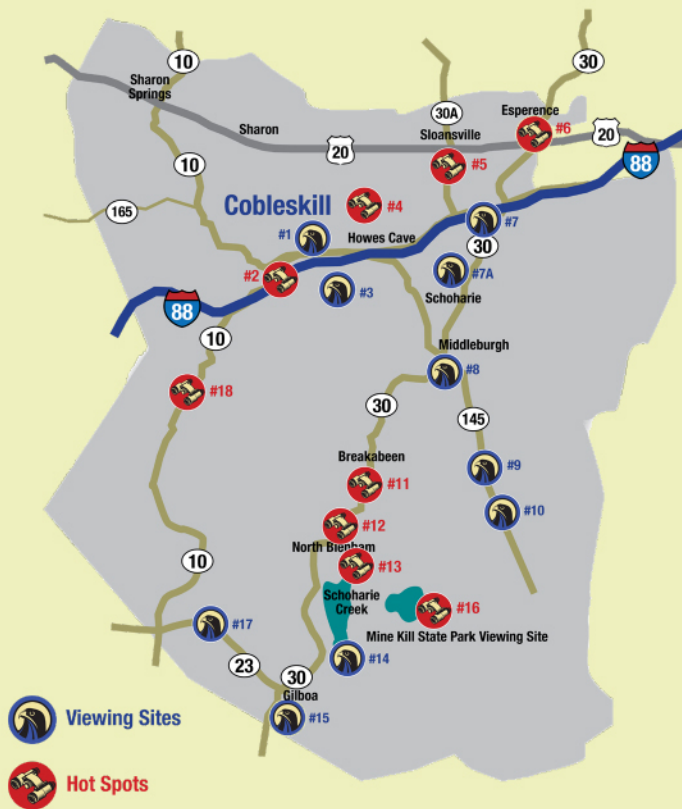 10
30
Sharon
Springs
30A
Esperence
#6
Sharon
Sloansville
20
20
10
#5
88
165
Cobleskill
#4
#1
#7
Howes Cave
30
#2
#7A
#3
Schoharie
88
10
Middleburgh
#8
#18
30
145
Breakabeen
#9
#11
#10
#12
North Blenham
#13
10
Schoharie
Creek
#16
#17
Mine Kill State Park Viewing Site
#14
23
30
Gilboa
#15
Viewing Sites
Hot Spots